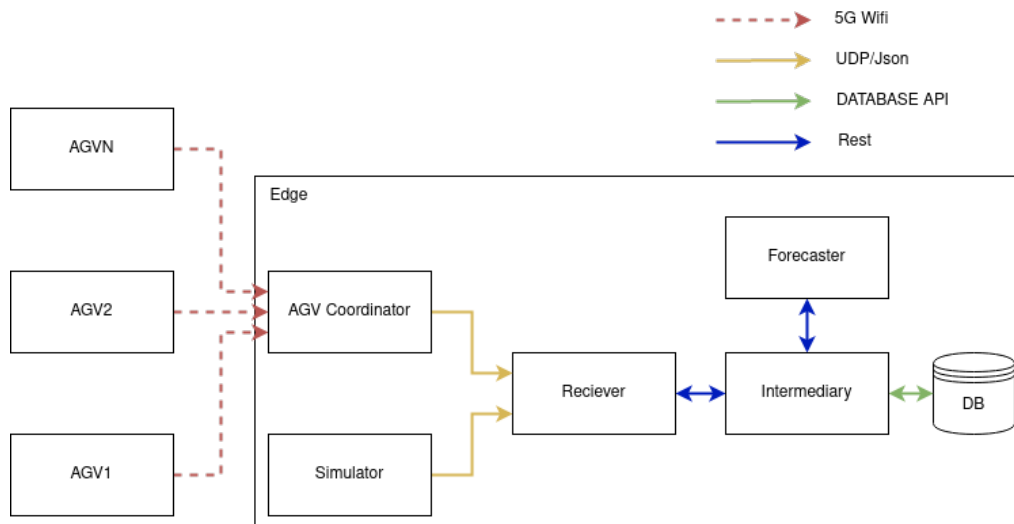 5G Wifi
UDP/Json
DATABASE API
Rest
AGVN
Edge
Forecaster
AGV2
AGV Coordinator
Reciever
Intermediary
DB
AGV1
Simulator